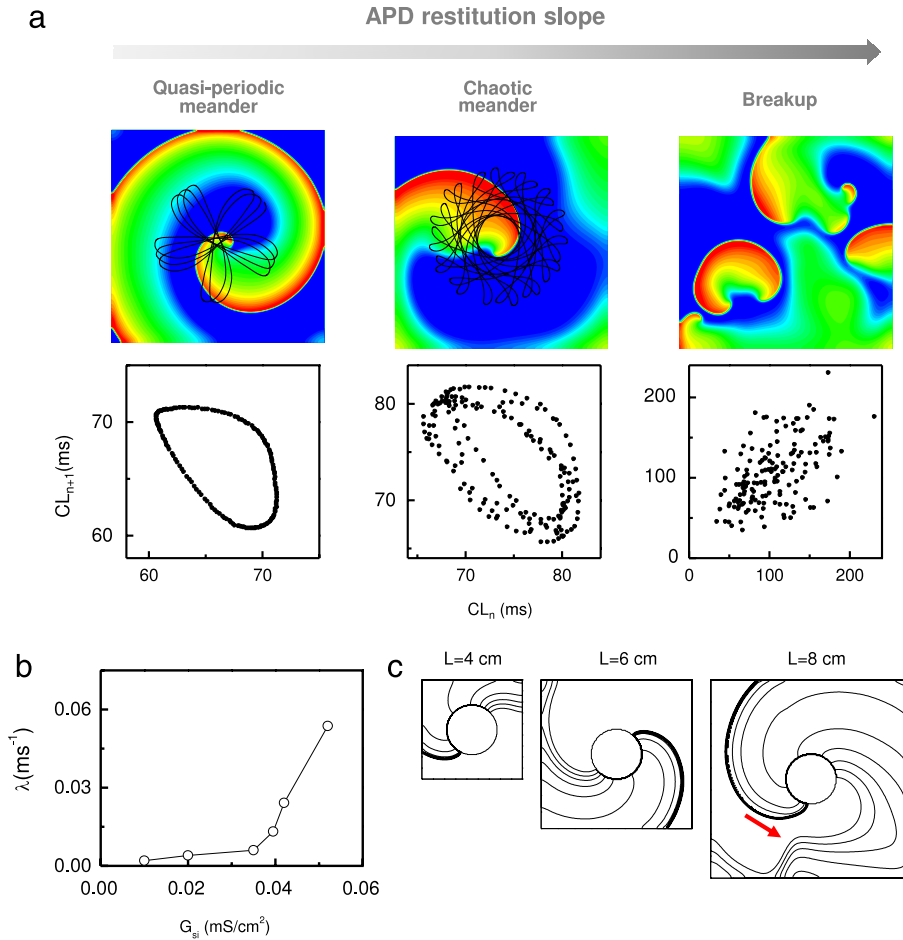 a
APD restitution slope
Quasi-periodic
meander
Chaotic
meander
Breakup
CLn+1(ms)
70
60
60
70
80
70
70
80
200
100
0
0
100
200
CLn (ms)
b
λ(ms-1)
0.06
0.03
0.00
0.00
0.02
0.04
0.06
Gsi (mS/cm2)
c
L=4 cm
L=6 cm
L=8 cm